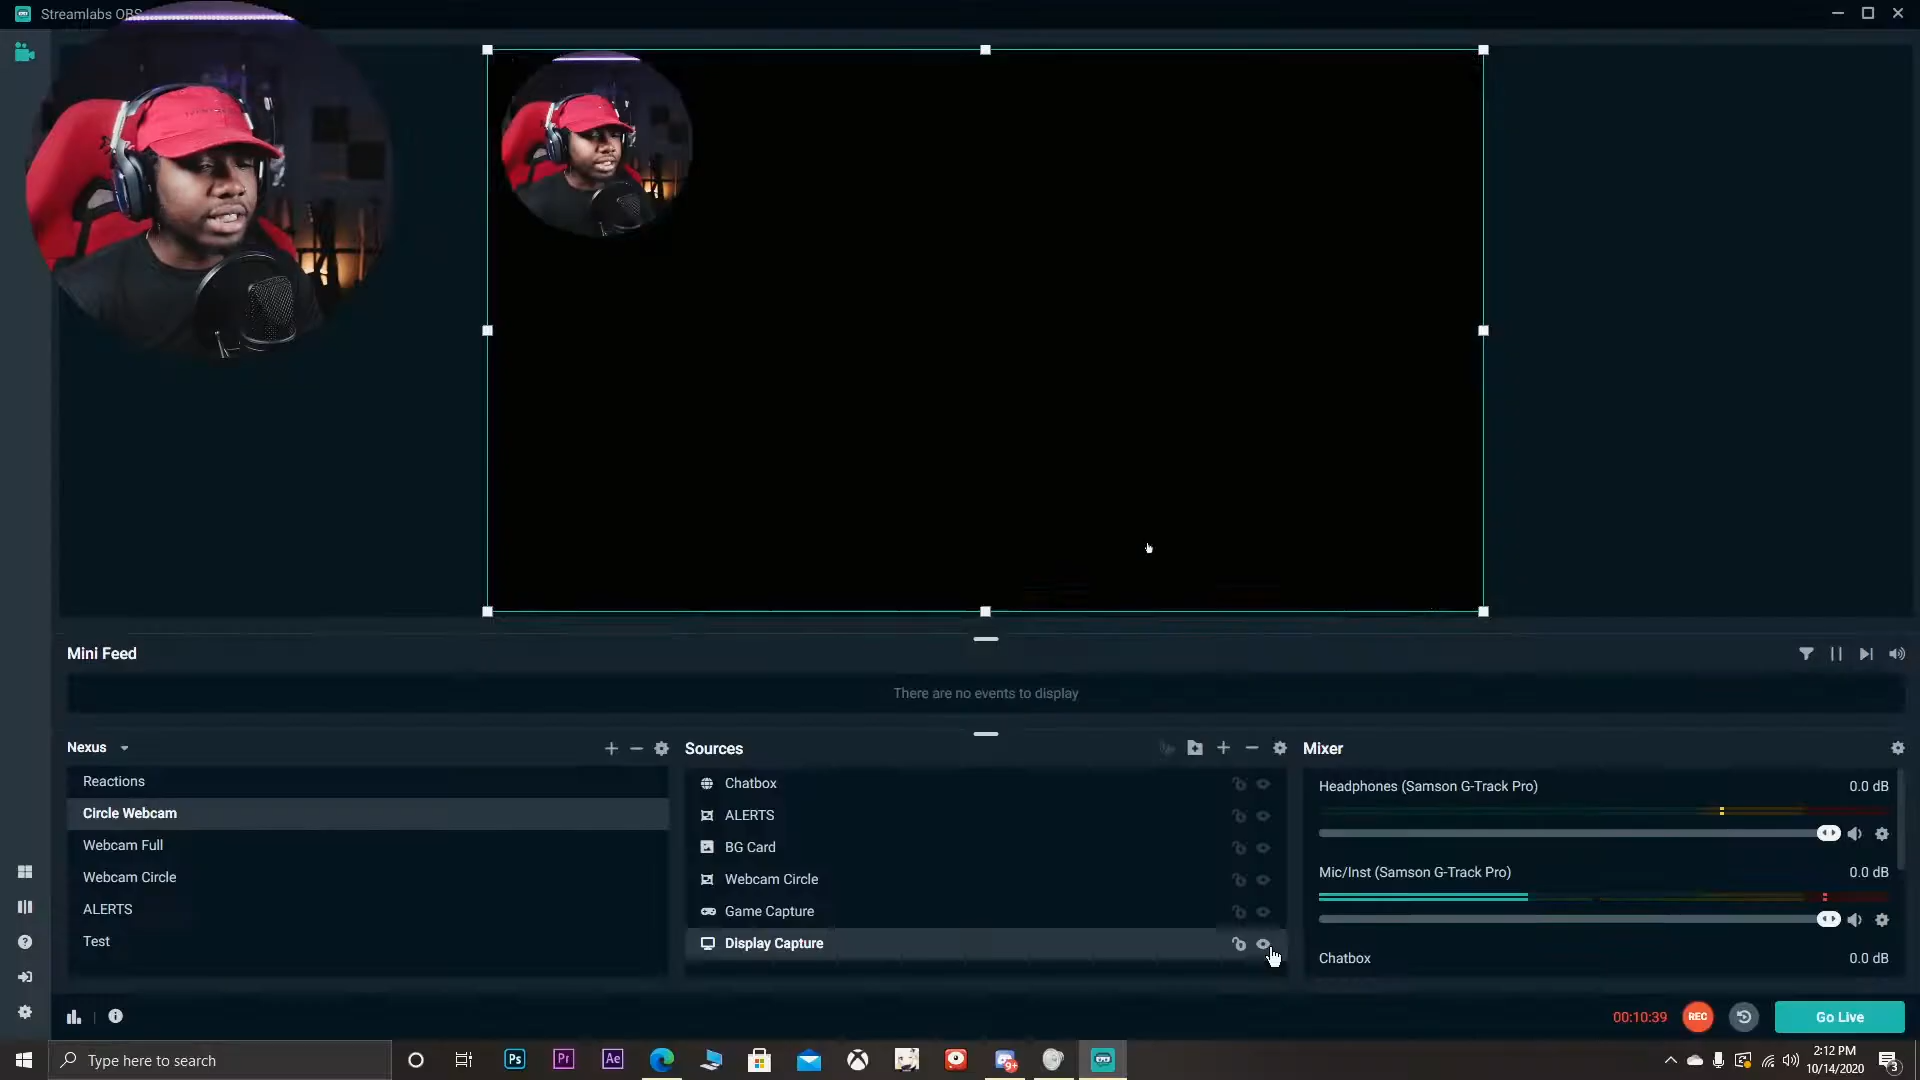 Streamlabs OBS
Mini Feed
There are no events to display
Nexus
Reactions
Circle Webcam
Webcam Full
Webcam Circle
ALERTS
Test
Sources
Chatbox
ALERTS
BG Card
Webcam Circle
Game Capture
Display Capture
Mixer
Headphones (Samson G-Track Pro) 0.0 dB
Mic/Inst (Samson G-Track Pro) 0.0 dB
Chatbox 0.0 dB
00:10:39 REC Go Live
Type here to search
Ps Pr Ae
9+
2:12 PM
10/14/2020
3